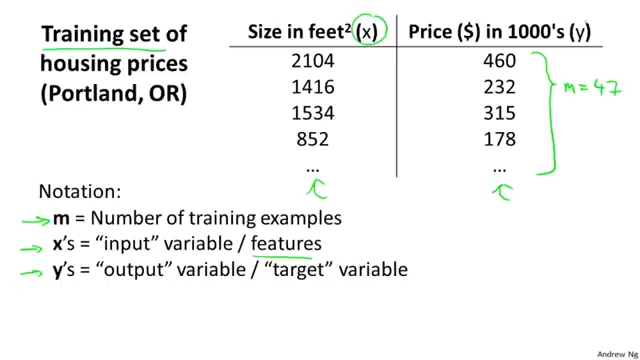 Training set of
housing prices
(Portland, OR)
Size in feet² (x) Price ($) in 1000's (y)
2104 460
1416 232
1534 315
852 178
... ...
m = 47
Notation:
m = Number of training examples
x's = “input” variable / features
y's = “output” variable / “target” variable
Andrew Ng